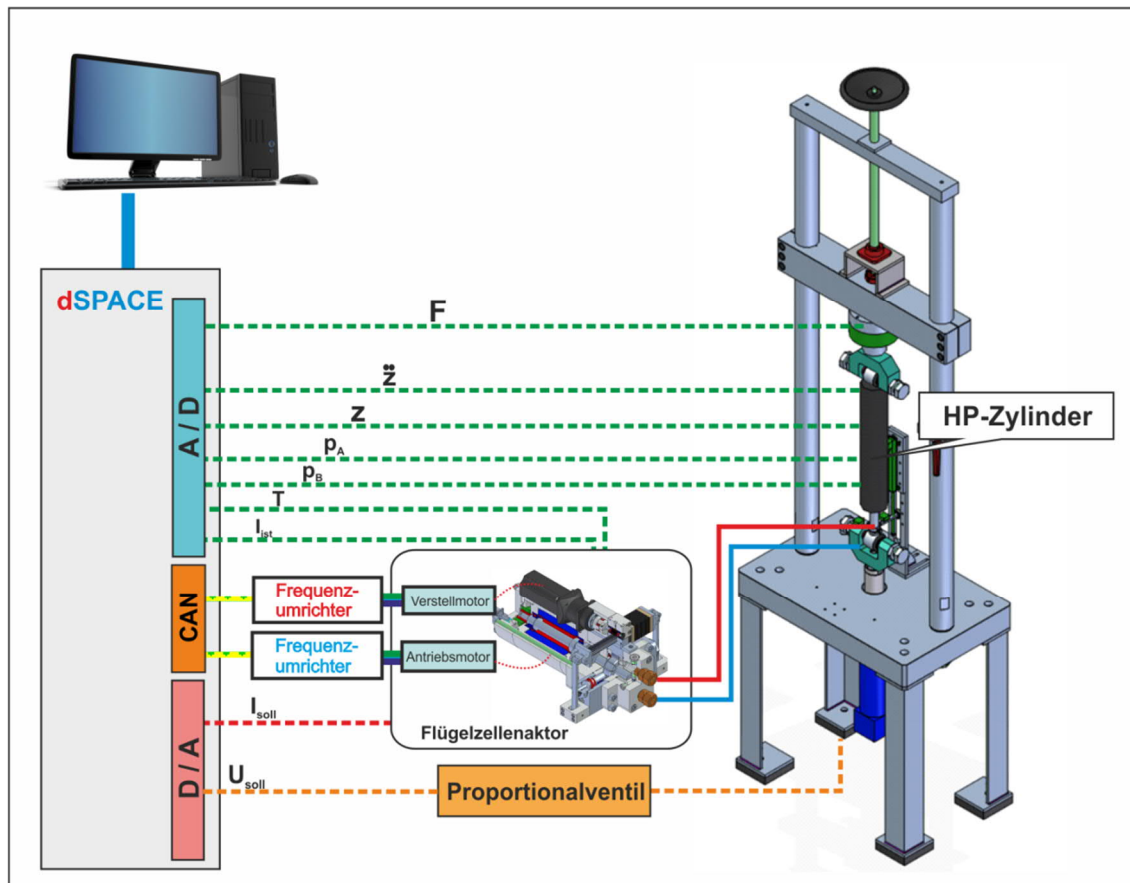 dSPACE
F
z̈
HP-Zylinder
A / D
z
pA
pB
T
Iist
CAN
Frequenz-
umrichter
Verstellmotor
Frequenz-
umrichter
Antriebsmotor
D / A
Isoll
Flügelzellenaktor
Usoll
Proportionalventil